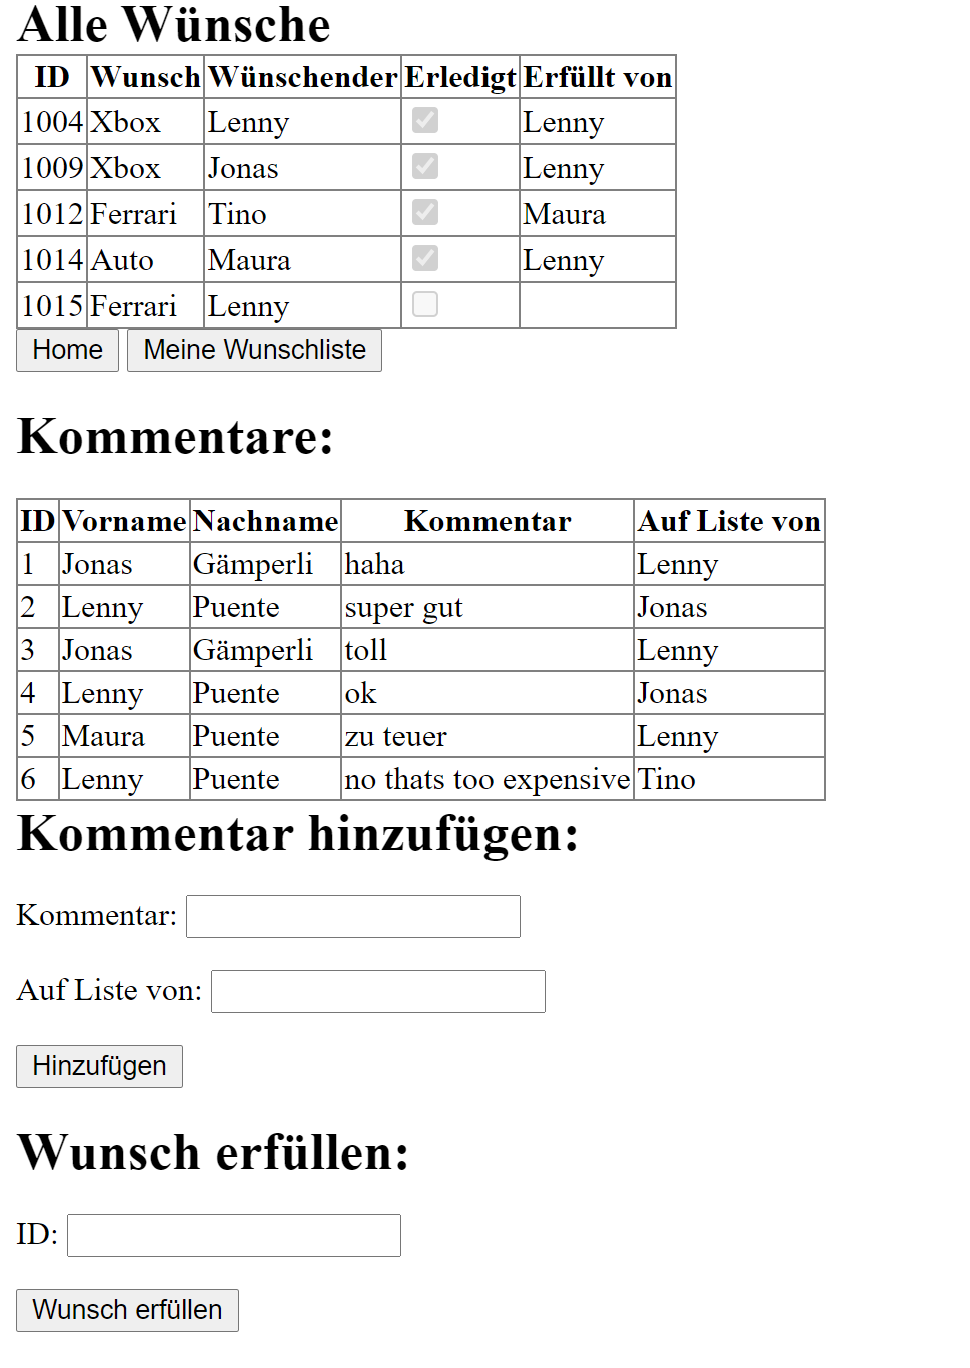 Alle Wünsche
ID Wunsch Wünschender Erledigt Erfüllt von
1004 Xbox Lenny Lenny
1009 Xbox Jonas Lenny
1012 Ferrari Tino Maura
1014 Auto Maura Lenny
1015 Ferrari Lenny
Home Meine Wunschliste
Kommentare:
ID Vorname Nachname Kommentar Auf Liste von
1 Jonas Gämperli haha Lenny
2 Lenny Puente super gut Jonas
3 Jonas Gämperli toll Lenny
4 Lenny Puente ok Jonas
5 Maura Puente zu teuer Lenny
6 Lenny Puente no thats too expensive Tino
Kommentar hinzufügen:
Kommentar:
Auf Liste von:
Hinzufügen
Wunsch erfüllen:
ID:
Wunsch erfüllen